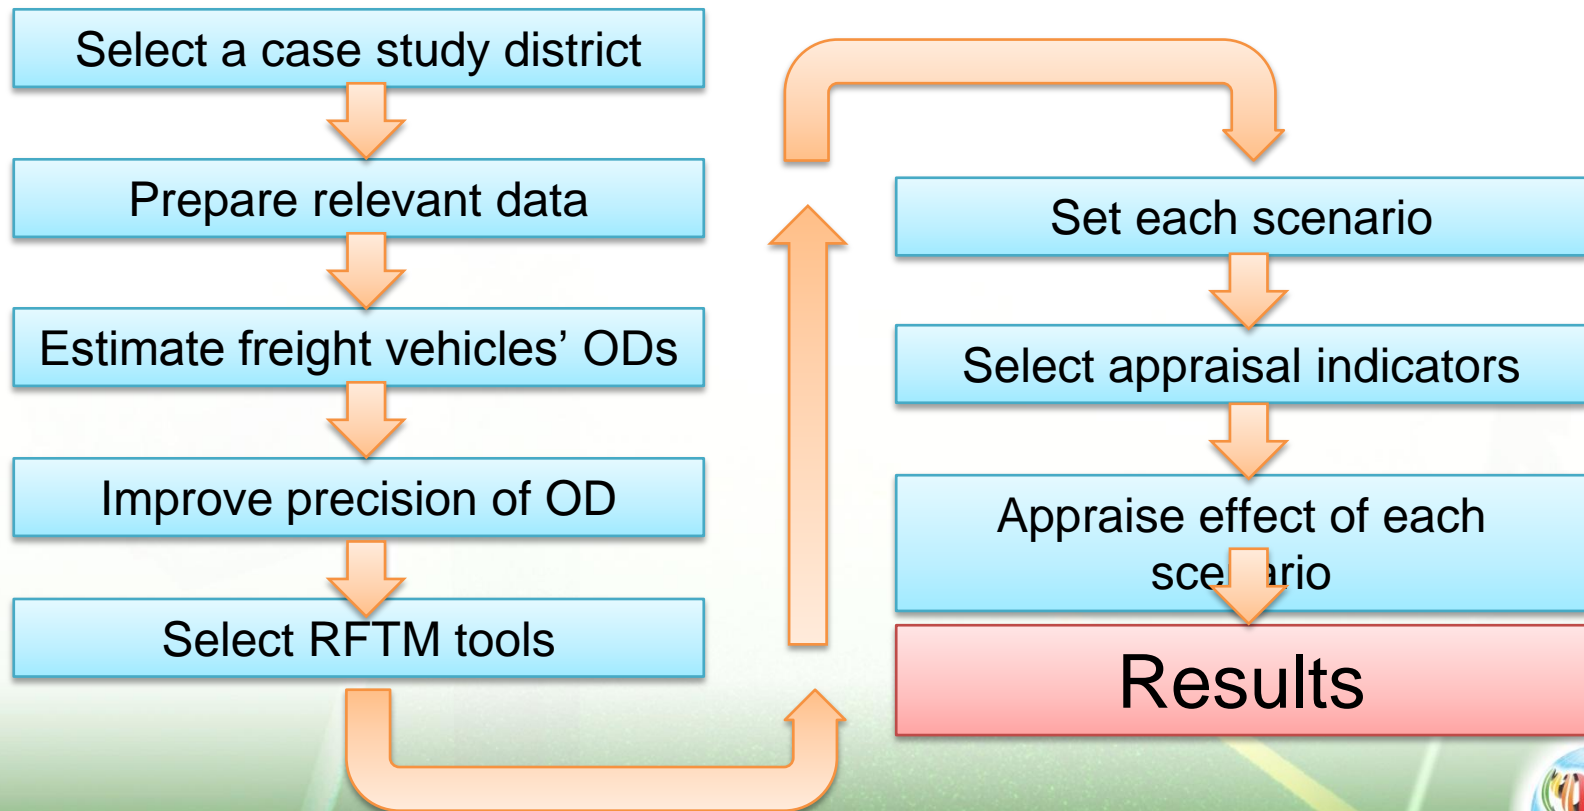 Select a case study district
Prepare relevant data
Estimate freight vehicles’ ODs
Improve precision of OD
Select RFTM tools
Set each scenario
Select appraisal indicators
Appraise effect of each
scenario
Results